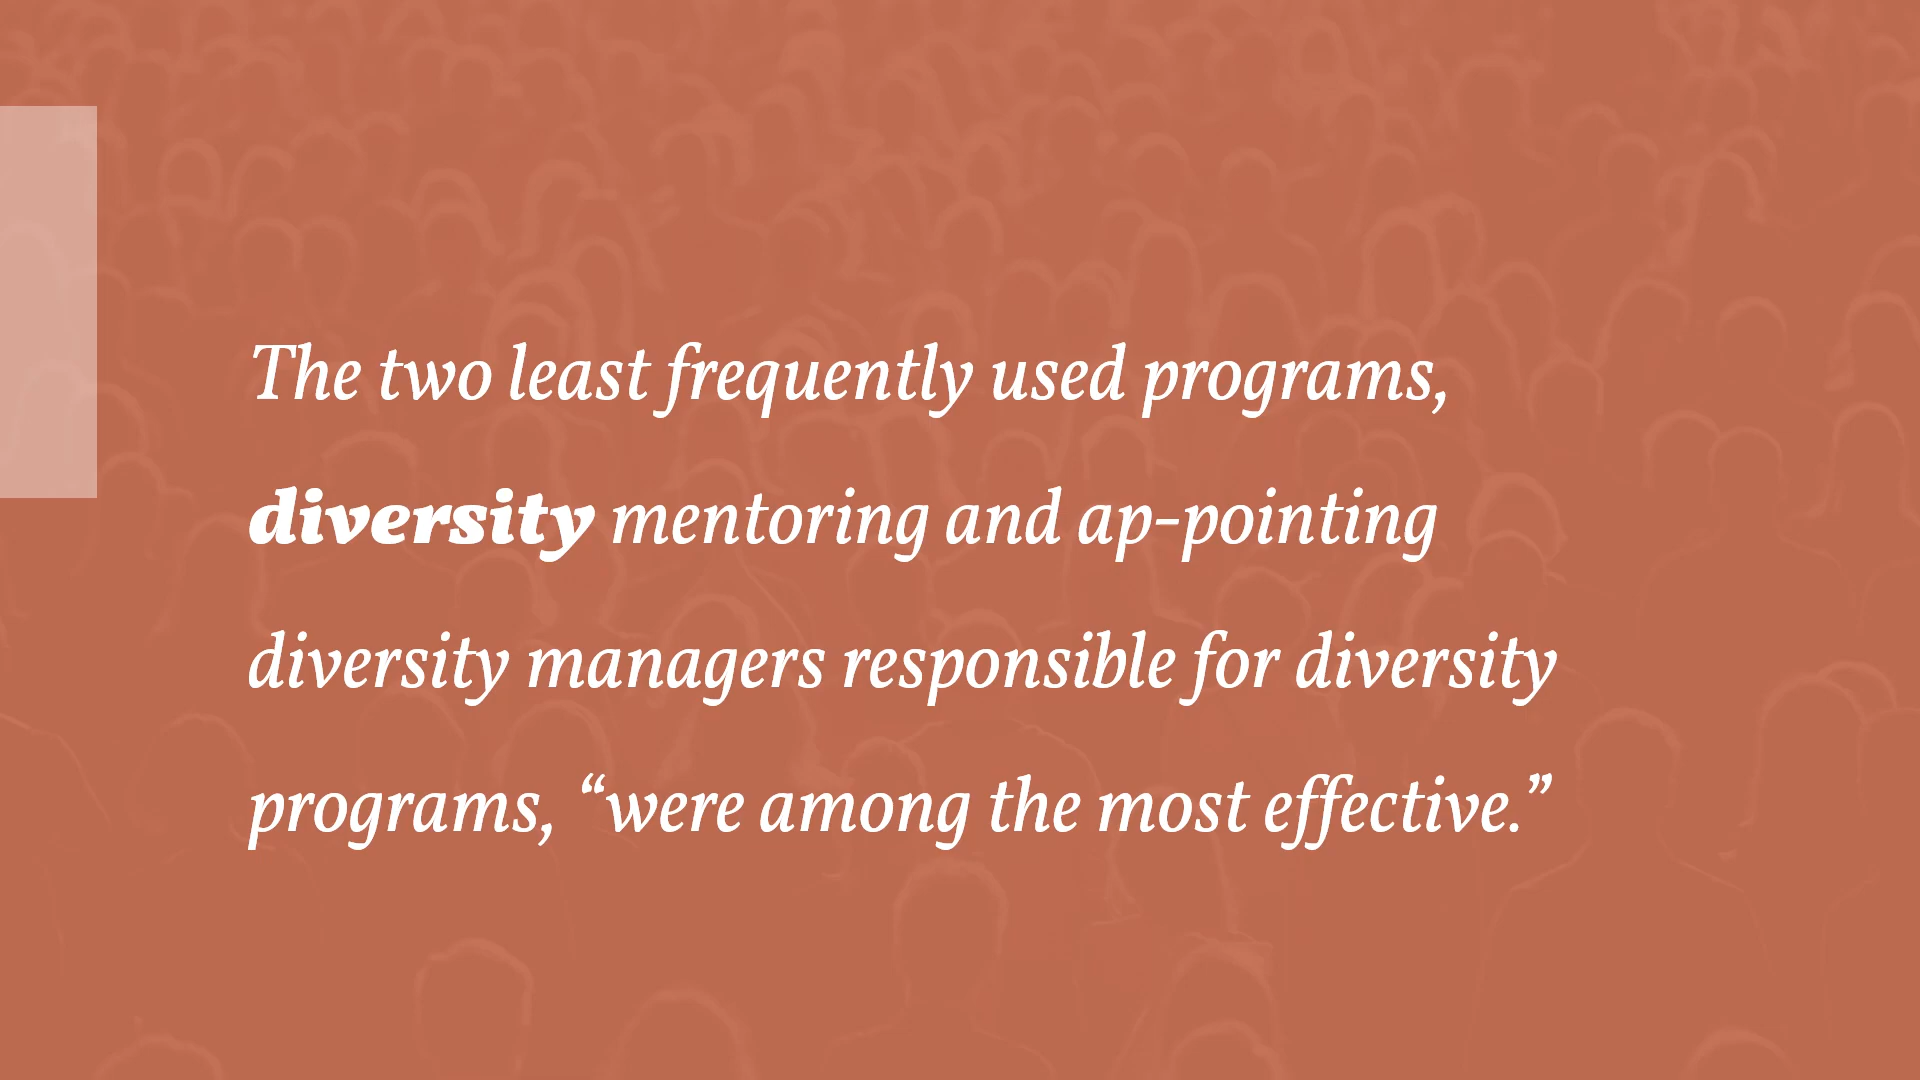 The two least frequently used programs,
diversity mentoring and ap-pointing
diversity managers responsible for diversity
programs, “were among the most effective.”